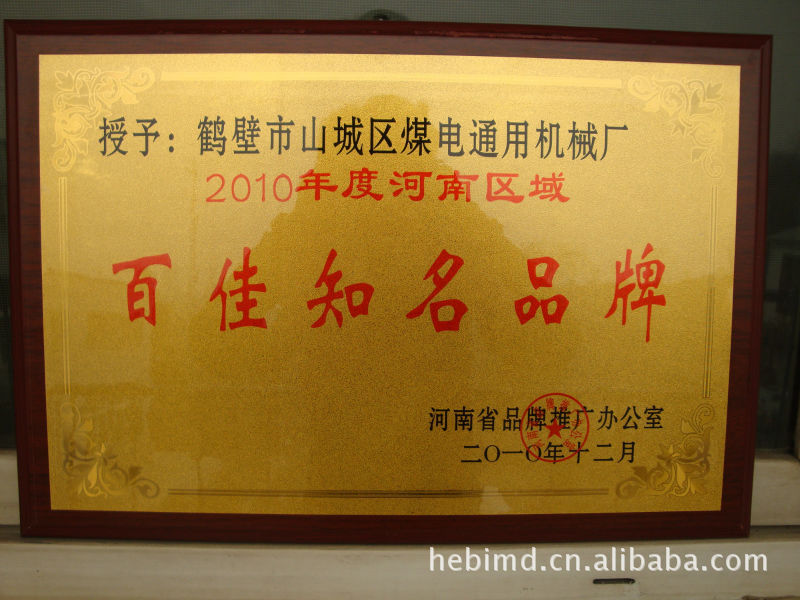 授予：鹤壁市山城区煤电通用机械厂
2010年度河南区域
百佳知名品牌
河南省品牌推广办公室
二〇一〇年十二月
hebimd.cn.alibaba.com